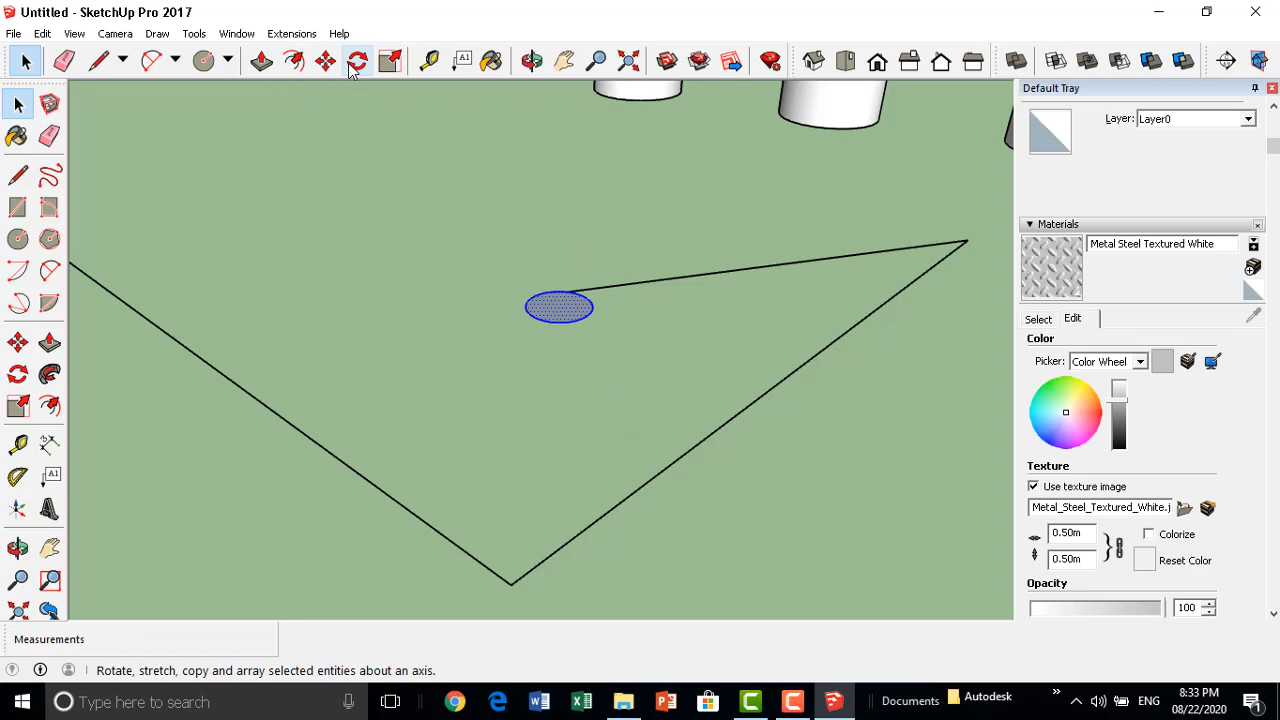 Untitled - SketchUp Pro 2017
File Edit View Camera Draw Tools Window Extensions Help
A1
Default Tray
Layer: Layer0
Materials
Metal Steel Textured White
Select Edit
Color
Picker: Color Wheel
A1
Texture
Use texture image
Metal_Steel_Textured_White.j
0.50m Colorize
0.50m Reset Color
Opacity
100
Measurements
Rotate, stretch, copy and array selected entities about an axis.
Type here to search
Documents
Autodesk
ENG
8:33 PM
08/22/2020
1